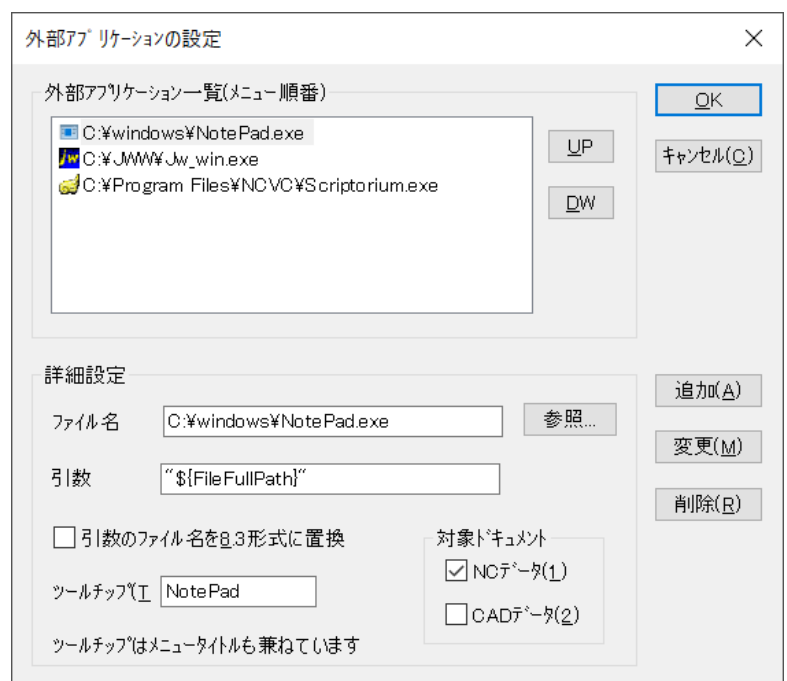 外部ｱﾌﾟﾘｹｰｼｮﾝの設定
外部ｱﾌﾟﾘｹｰｼｮﾝ一覧(ﾒﾆｭｰ順番)
OK
C:¥windows¥NotePad.exe
UP
C:¥JWW¥Jw_win.exe
ｷｬﾝｾﾙ(C)
C:¥Program Files¥NCVC¥Scriptorium.exe
DW
詳細設定
追加(A)
ﾌｧｲﾙ名
C:¥windows¥NotePad.exe
参照...
変更(M)
引数
"${FileFullPath}"
削除(R)
引数のﾌｧｲﾙ名を8.3形式に置換
対象ﾄﾞｷｭﾒﾝﾄ
NCﾃﾞｰﾀ(1)
ﾂｰﾙﾁｯﾌﾟ(T
NotePad
CADﾃﾞｰﾀ(2)
ﾂｰﾙﾁｯﾌﾟはﾒﾆｭｰﾀｲﾄﾙも兼ねています